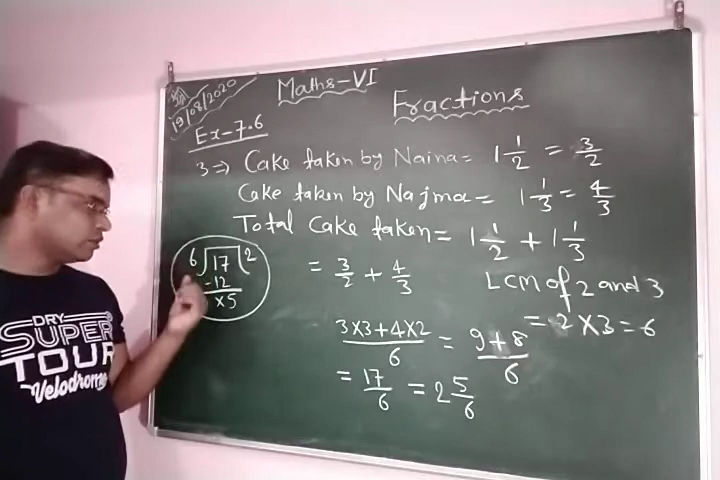 19/08/2020
Maths-VI
Fractions
Ex-7.6
3⇒ Cake taken by Naina = 1 1/2 = 3/2
Cake taken by Najma = 1 1/3 = 4/3
Total Cake taken = 1 1/2 + 1 1/3
= 3/2 + 4/3
LCM of 2 and 3
= 2 X 3 = 6
6) 17 (2
-12
x5
3X3+4X2/6 = 9+8/6
= 17/6 = 2 5/6
DRY
SUPER
TOUR
Velodrome